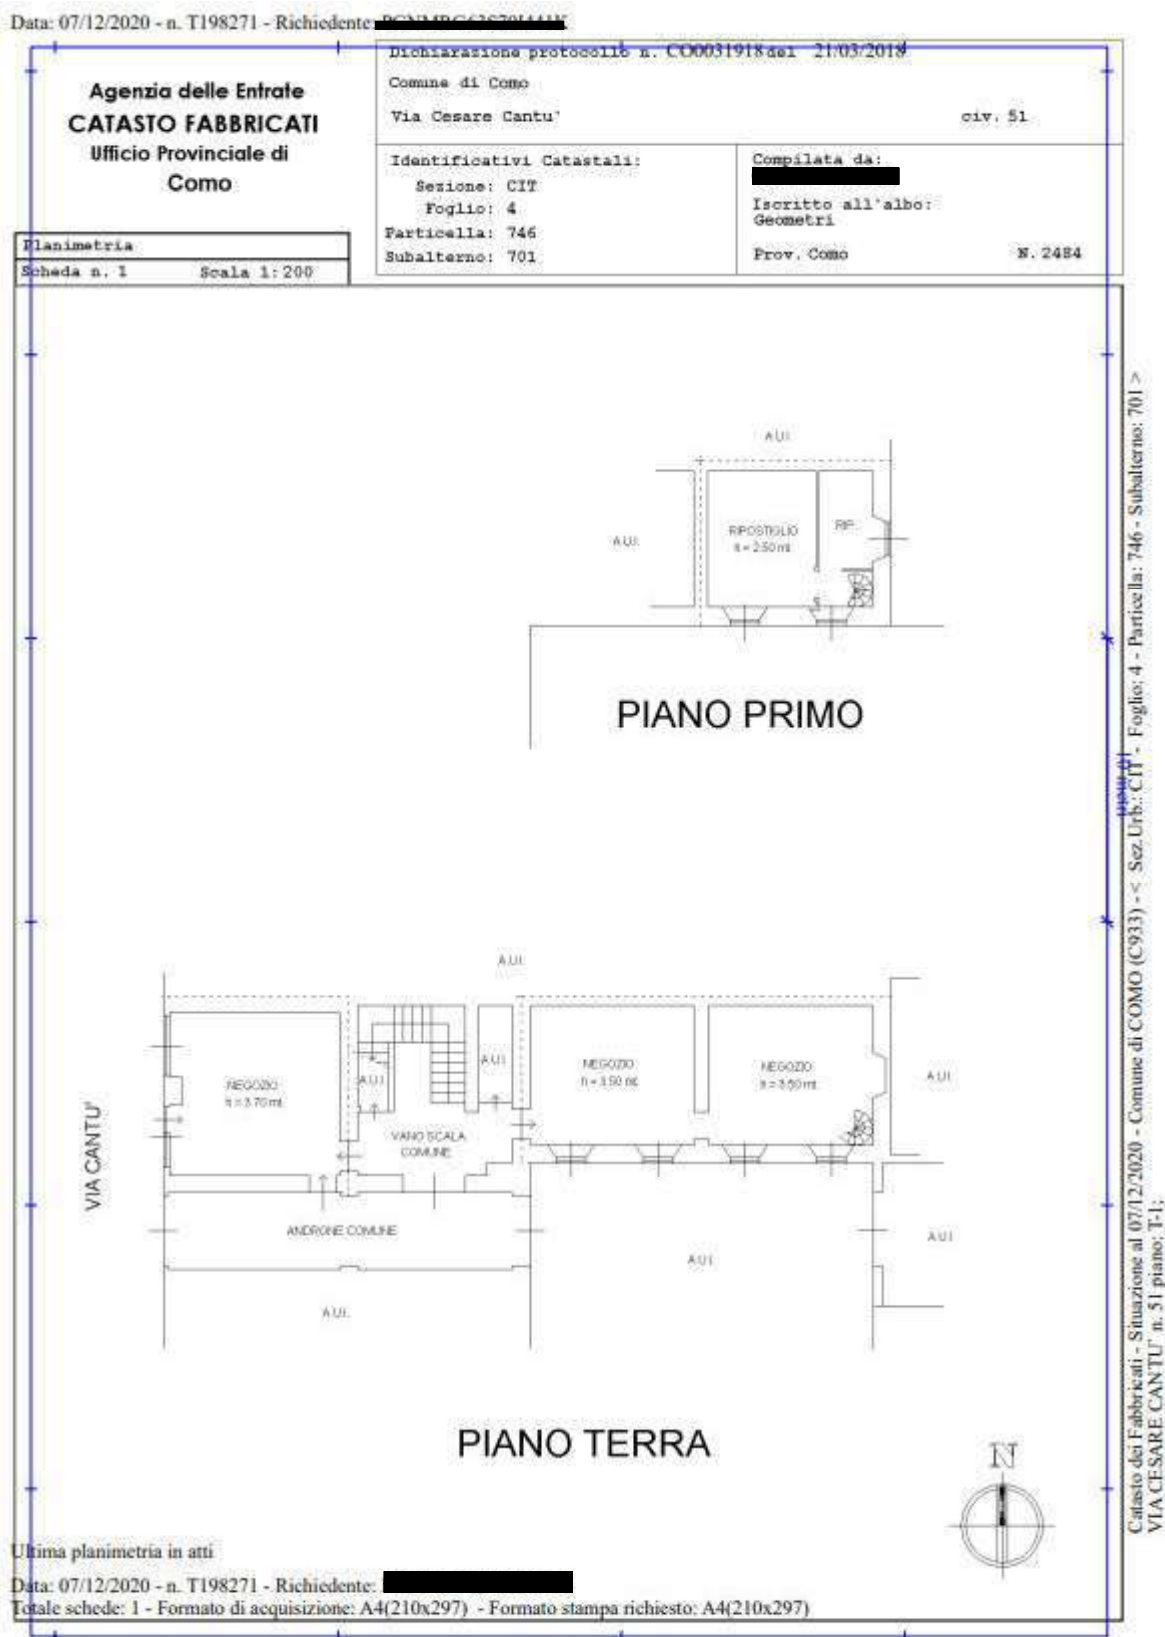 Data: 07/12/2020 - n. T198271 - Richiedente:
Agenzia delle Entrate
CATASTO FABBRICATI
Ufficio Provinciale di
Como
Dichiarazione protocollo n. CO0031918 del 21/03/2018
Comune di Como
Via Cesare Cantu'
civ. 51
Identificativi Catastali:
Sezione: CIT
Foglio: 4
Particella: 746
Subalterno: 701
Compilata da:
Iscritto all'albo:
Geometri
Prov. Como
N. 2484
Planimetria
Scheda n. 1
Scala 1:200
A.U.I.
A.U.I.
RIPOSTIGLIO
h = 2.50 mt.
RIP.
PIANO PRIMO
A.U.I.
NEGOZIO
h = 3.70 mt.
A.U.I.
A.U.I.
NEGOZIO
h = 3.50 mt.
NEGOZIO
h = 3.50 mt.
A.U.I.
VANO SCALA
COMUNE
VIA CANTU'
ANDRONE COMUNE
A.U.I.
A.U.I.
A.U.I.
PIANO TERRA
N
Ultima planimetria in atti
Data: 07/12/2020 - n. T198271 - Richiedente:
Totale schede: 1 - Formato di acquisizione: A4(210x297) - Formato stampa richiesto: A4(210x297)
Catasto dei Fabbricati - Situazione al 07/12/2020 - Comune di COMO (C933) - < Sez.Urb.: CIT - Foglio: 4 - Particella: 746 - Subalterno: 701 >
VIA CESARE CANTU' n. 51 piano: T-1;